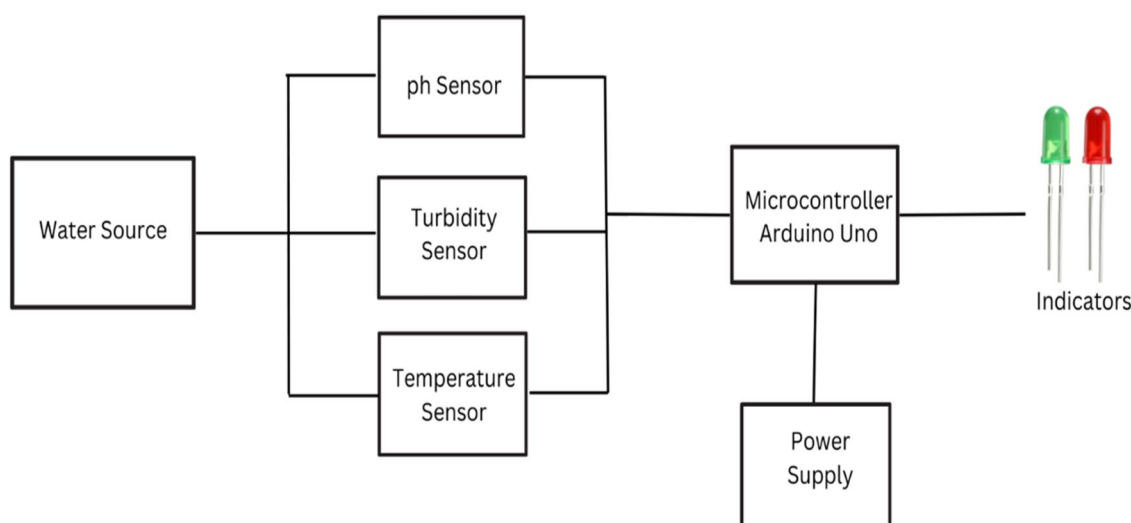 ph Sensor
Water Source
Turbidity
Sensor
Temperature
Sensor
Microcontroller
Arduino Uno
Power
Supply
Indicators